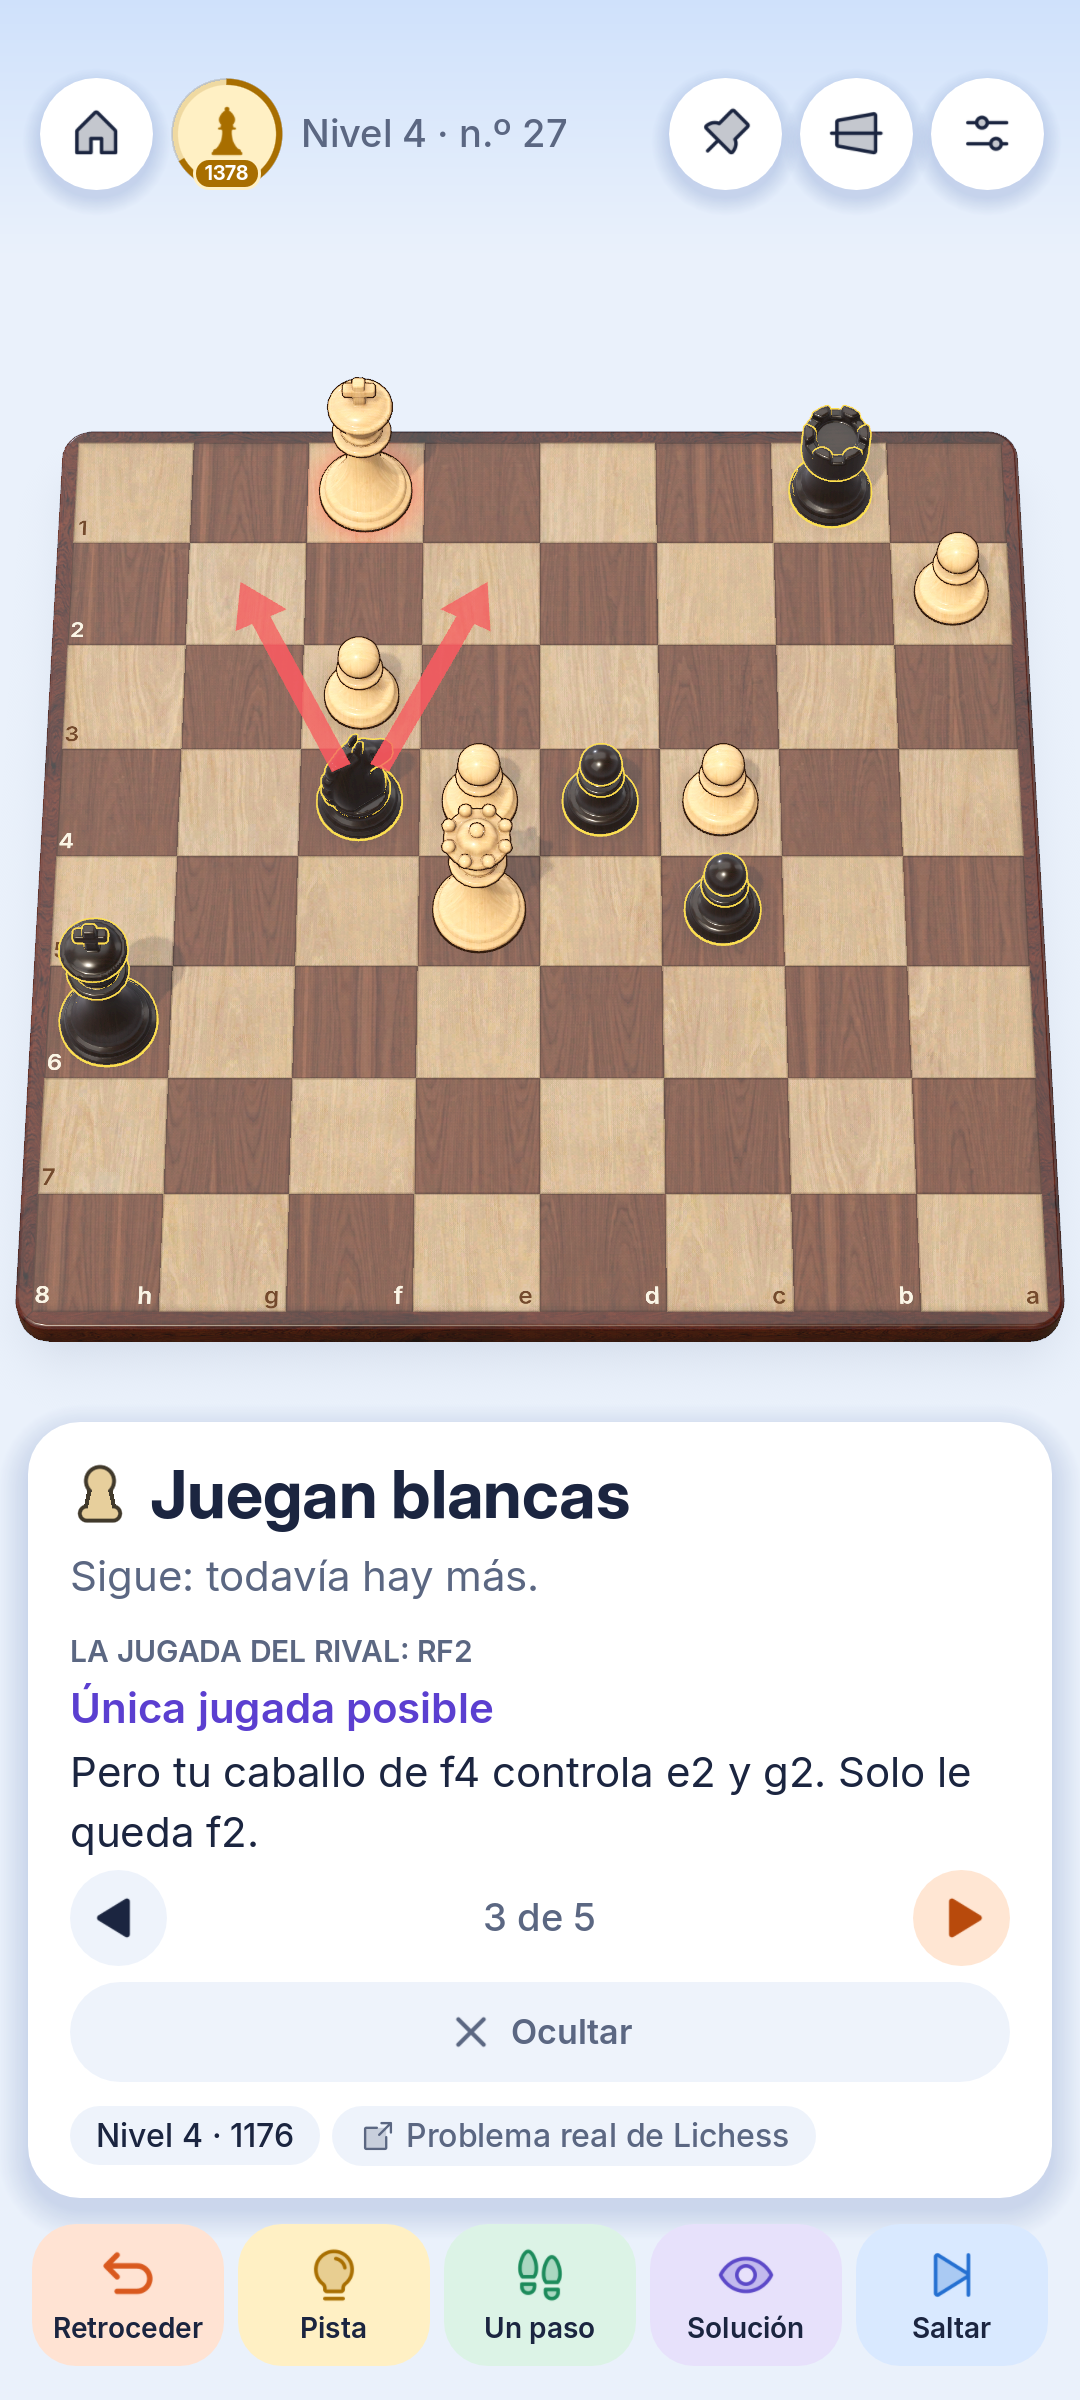 Nivel 4 · n.º 27
1378
1
2
3
4
5
6
7
8 h g f e d c b a
Juegan blancas
Sigue: todavía hay más.
LA JUGADA DEL RIVAL: RF2
Única jugada posible
Pero tu caballo de f4 controla e2 y g2. Solo le
queda f2.
3 de 5
Ocultar
Nivel 4 · 1176
Problema real de Lichess
Retroceder
Pista
Un paso
Solución
Saltar